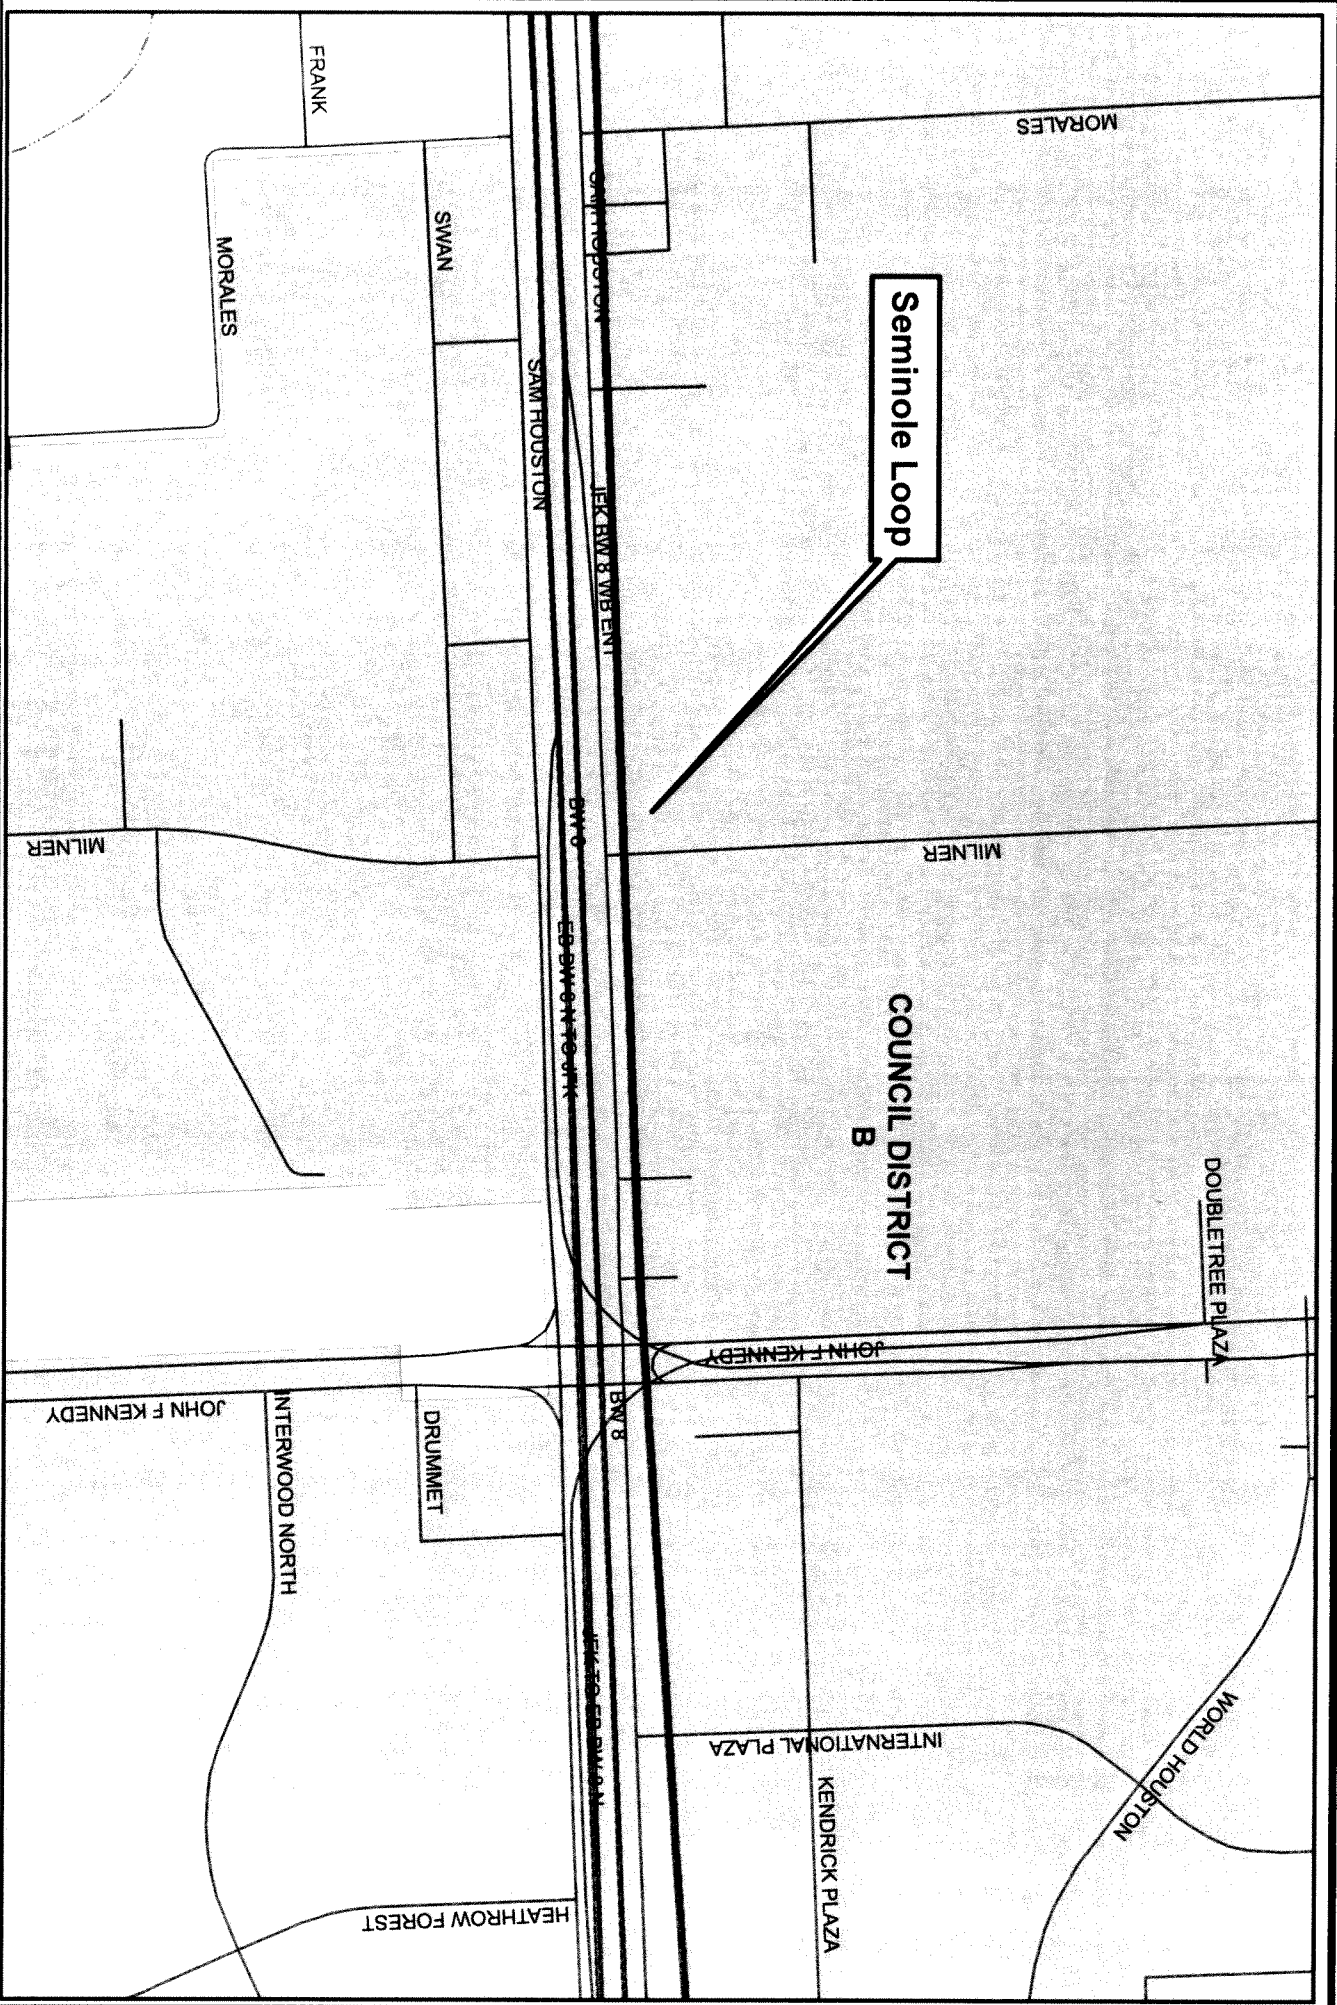 DOUBLETREE PLAZA
WORLD HOUSTON
MORALES
MILNER
Seminole Loop
COUNCIL DISTRICT
B
JOHN F KENNEDY
INTERNATIONAL PLAZA
KENDRICK PLAZA
SAM HOUSTON
JFK BW 8 WB ENT
BW 8
BW 8
EB BW 8 N TO JFK
JFK TO EB BW 8 N
SAM HOUSTON
SWAN
DRUMMET
HEATHROW FOREST
FRANK
INTERWOOD NORTH
MORALES
MILNER
JOHN F KENNEDY